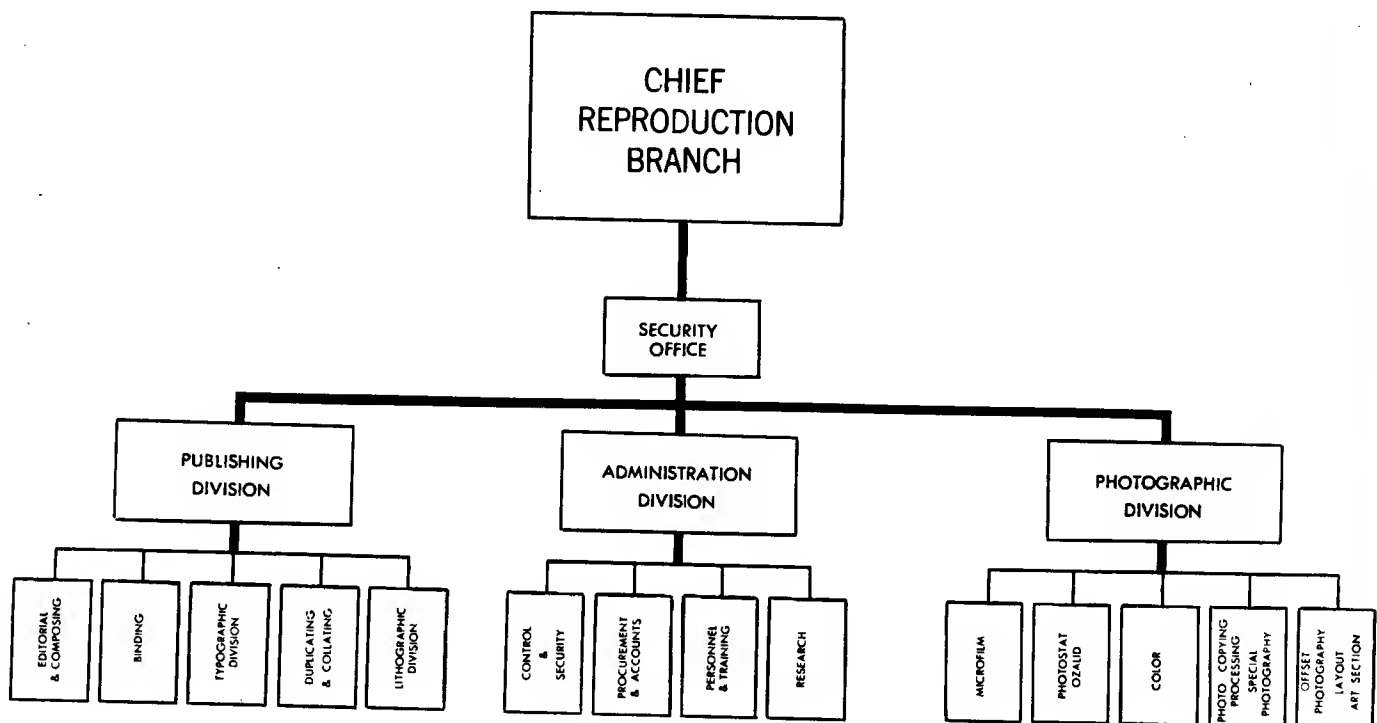 CHIEF
REPRODUCTION
BRANCH
SECURITY
OFFICE
PUBLISHING
DIVISION
ADMINISTRATION
DIVISION
PHOTOGRAPHIC
DIVISION
EDITORIAL
& COMPOSING
BINDING
TYPOGRAPHIC
DIVISION
DUPLICATING
& COLLATING
LITHOGRAPHIC
DIVISION
CONTROL
&
SECURITY
PROCUREMENT
& ACCOUNTS
PERSONNEL
& TRAINING
RESEARCH
MICROFILM
PHOTOSTAT
OZALID
COLOR
PHOTO COPYING
PROCESSING
SPECIAL
PHOTOGRAPHY
OFFSET
PHOTOGRAPHY
LAYOUT
ART SECTION